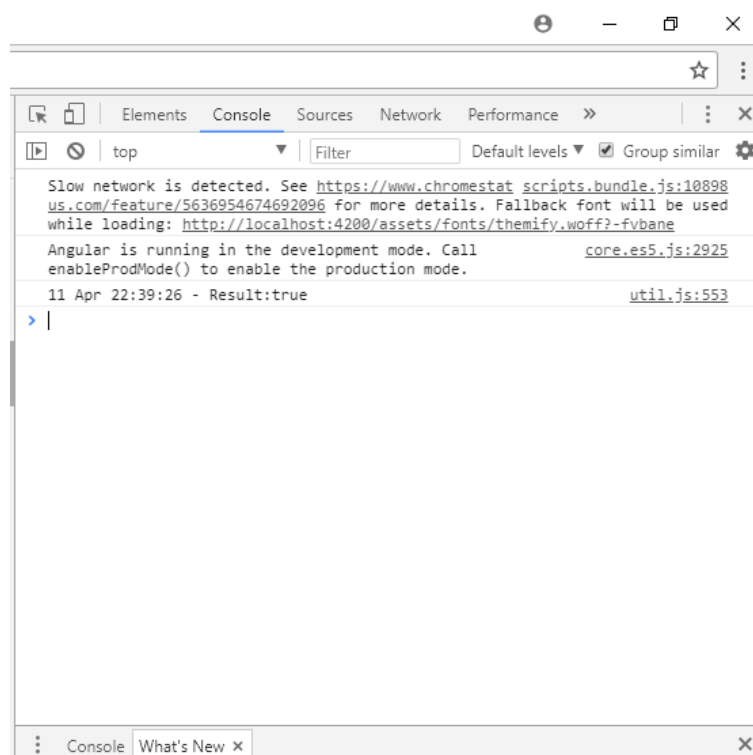 Elements Console Sources Network Performance »
top Filter Default levels Group similar
Slow network is detected. See https://www.chromestat scripts.bundle.js:10898
us.com/feature/5636954674692096 for more details. Fallback font will be used
while loading: http://localhost:4200/assets/fonts/themify.woff?-fvbane
Angular is running in the development mode. Call core.es5.js:2925
enableProdMode() to enable the production mode.
11 Apr 22:39:26 - Result:true util.js:553
>
Console What's New ×